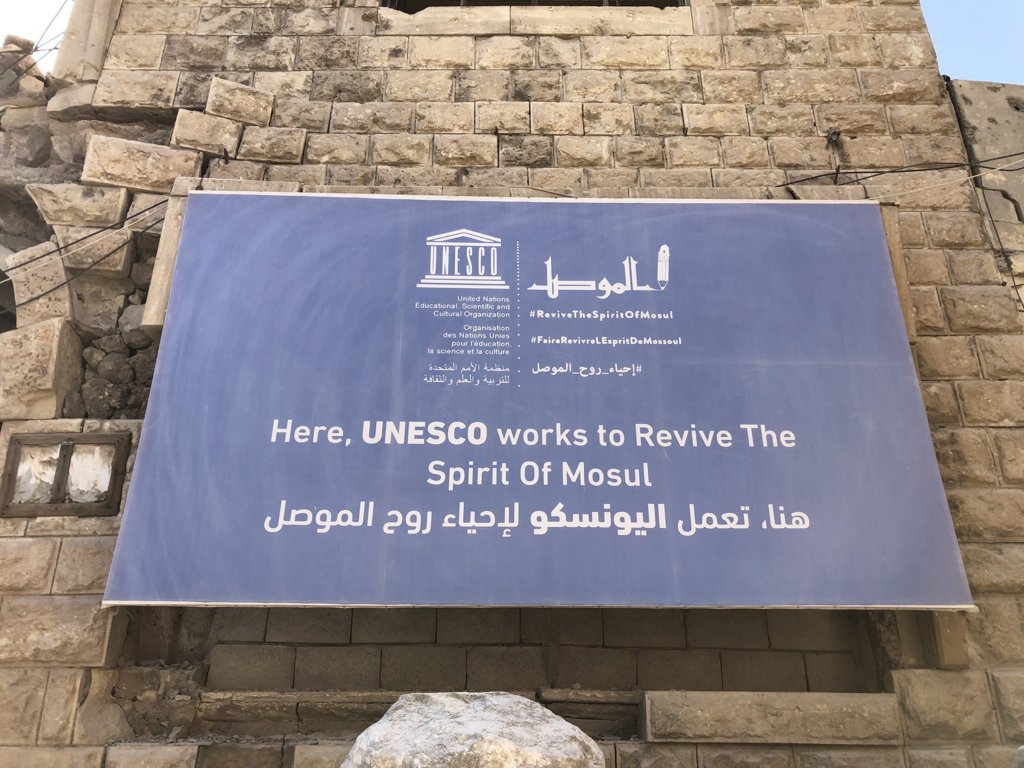 UNESCO
United Nations
Educational, Scientific and
Cultural Organization
Organisation
des Nations Unies
pour l'éducation,
la science et la culture
منظمة الأمم المتحدة
للتربية والعلم والثقافة
الموصل
#ReviveTheSpiritOfMosul
#FaireRevivreLEspritDeMossoul
#إحياء_روح_الموصل
Here, UNESCO works to Revive The
Spirit Of Mosul
هنا، تعمل اليونسكو لإحياء روح الموصل